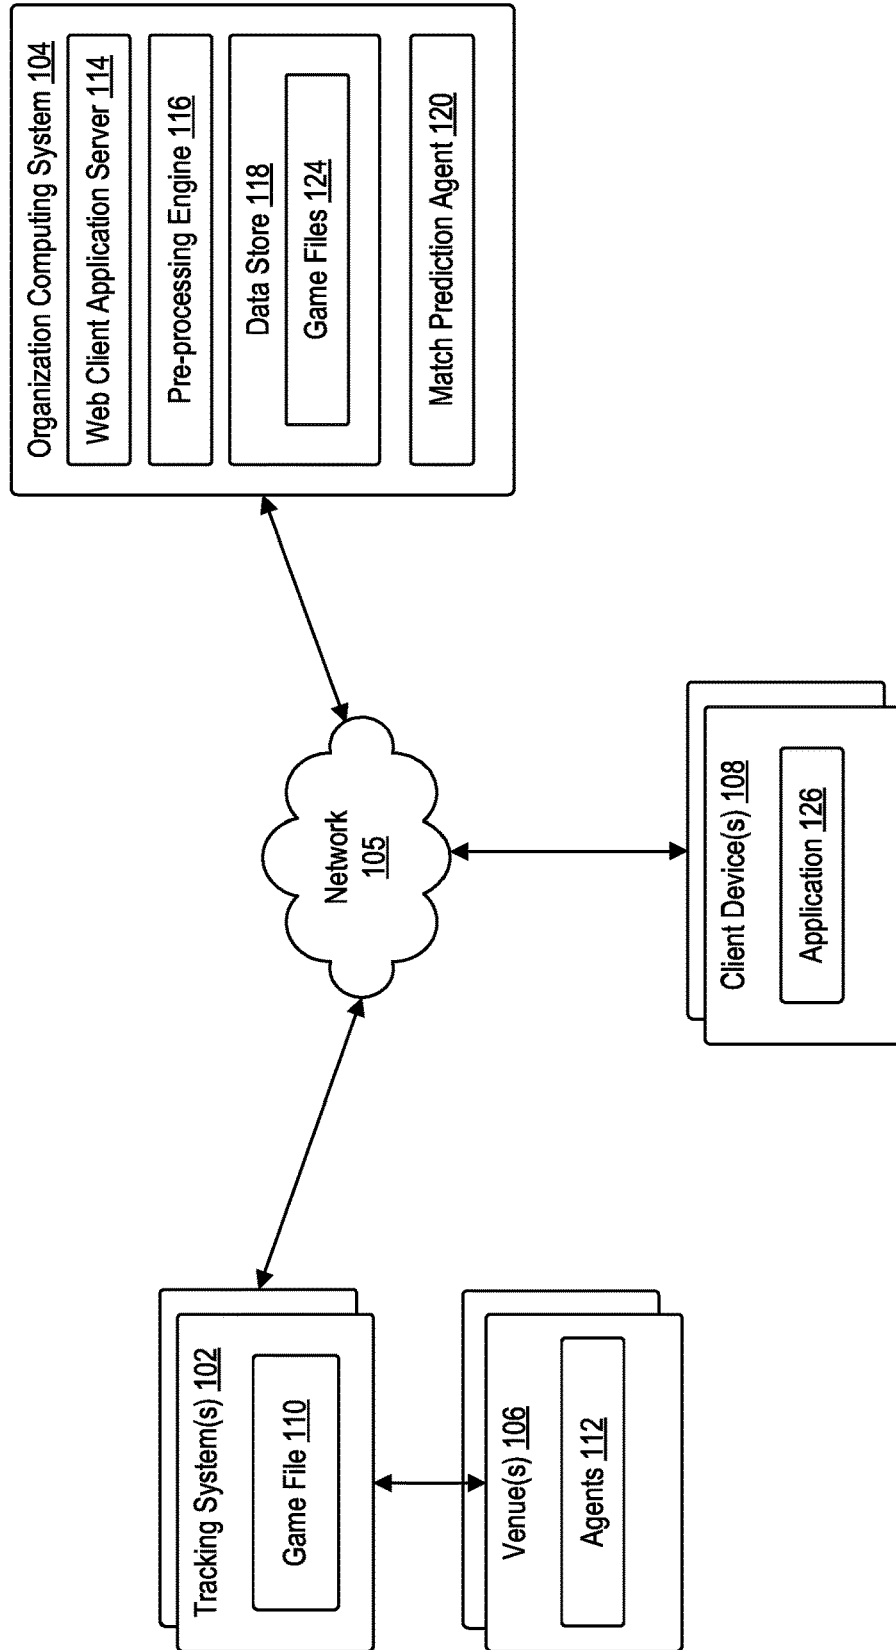 Tracking System(s) 102
Game File 110
Venue(s) 106
Agents 112
Network
105
Client Device(s) 108
Application 126
Organization Computing System 104
Web Client Application Server 114
Pre-processing Engine 116
Data Store 118
Game Files 124
Match Prediction Agent 120